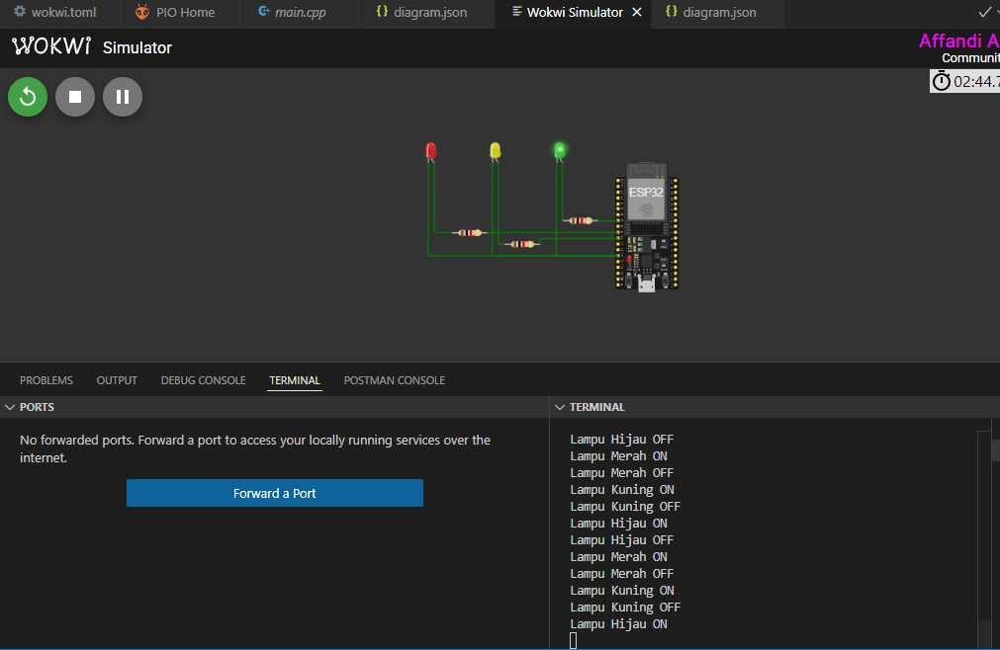 wokwi.toml
PIO Home
main.cpp
diagram.json
Wokwi Simulator
diagram.json
WOKWI Simulator
Affandi A
Communit
02:44.7
ESP32
PROBLEMS
OUTPUT
DEBUG CONSOLE
TERMINAL
POSTMAN CONSOLE
PORTS
No forwarded ports. Forward a port to access your locally running services over the
internet.
Forward a Port
TERMINAL
Lampu Hijau OFF
Lampu Merah ON
Lampu Merah OFF
Lampu Kuning ON
Lampu Kuning OFF
Lampu Hijau ON
Lampu Hijau OFF
Lampu Merah ON
Lampu Merah OFF
Lampu Kuning ON
Lampu Kuning OFF
Lampu Hijau ON